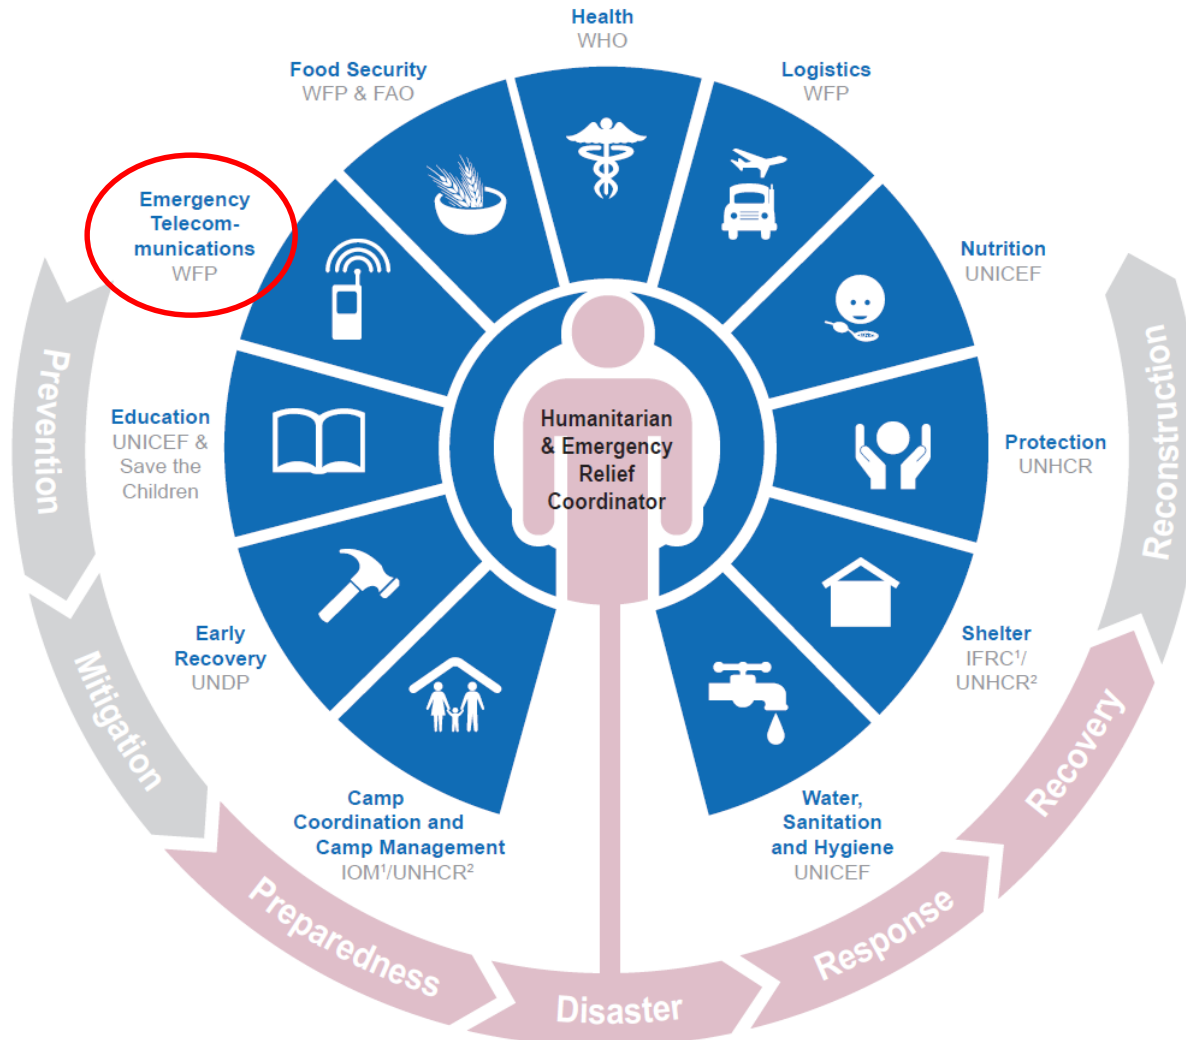 Health
WHO
Logistics
WFP
Food Security
WFP & FAO
Emergency
Telecom-
munications
WFP
Nutrition
UNICEF
Education
UNICEF &
Save the
Children
Humanitarian
& Emergency
Relief
Coordinator
Protection
UNHCR
Early
Recovery
UNDP
Shelter
IFRC¹/
UNHCR²
Camp
Coordination and
Camp Management
IOM¹/UNHCR²
Water,
Sanitation
and Hygiene
UNICEF
Prevention
Mitigation
Preparedness
Disaster
Response
Recovery
Reconstruction